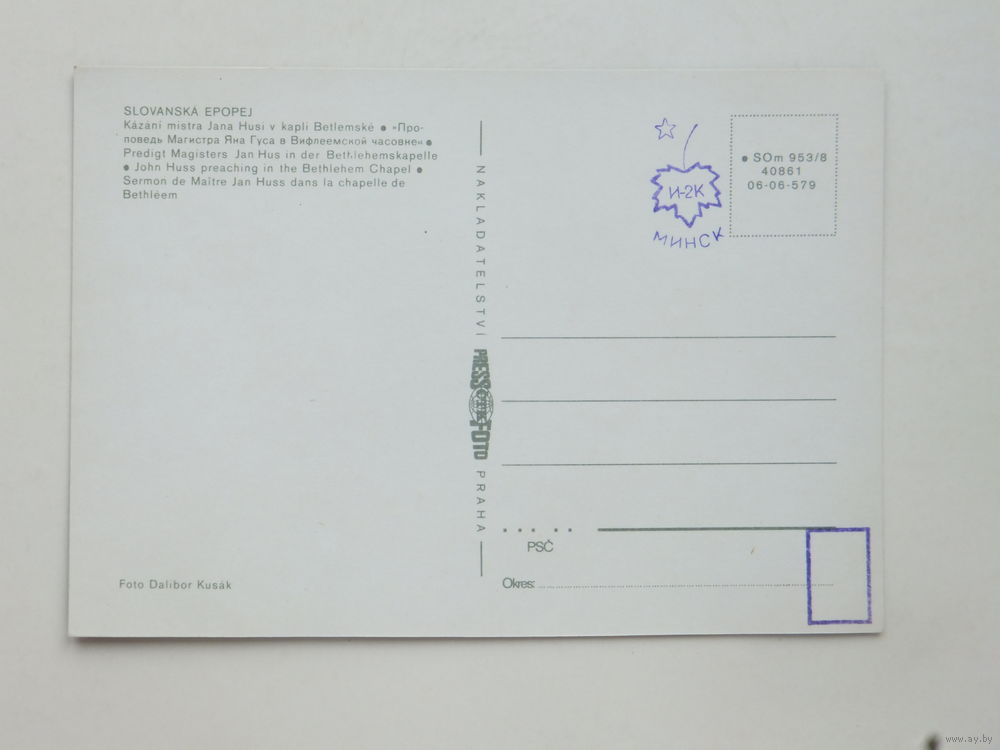 SLOVANSKÁ EPOPEJ
Kázání mistra Jana Husi v kapli Betlemské ● »Про-
поведь Магистра Яна Гуса в Вифлеемской часовне« ●
Predigt Magisters Jan Hus in der Bethlehemskapelle
● John Huss preaching in the Bethlehem Chapel ●
Sermon de Maître Jan Huss dans la chapelle de
Bethléem
Foto Dalibor Kusák
NAKLADATELSTVÍ
PRESSFOTO
PRAHA
И-2К
МИНСК
● SOm 953/8
40861
06-06-579
PSČ
Okres:
www.ay.by